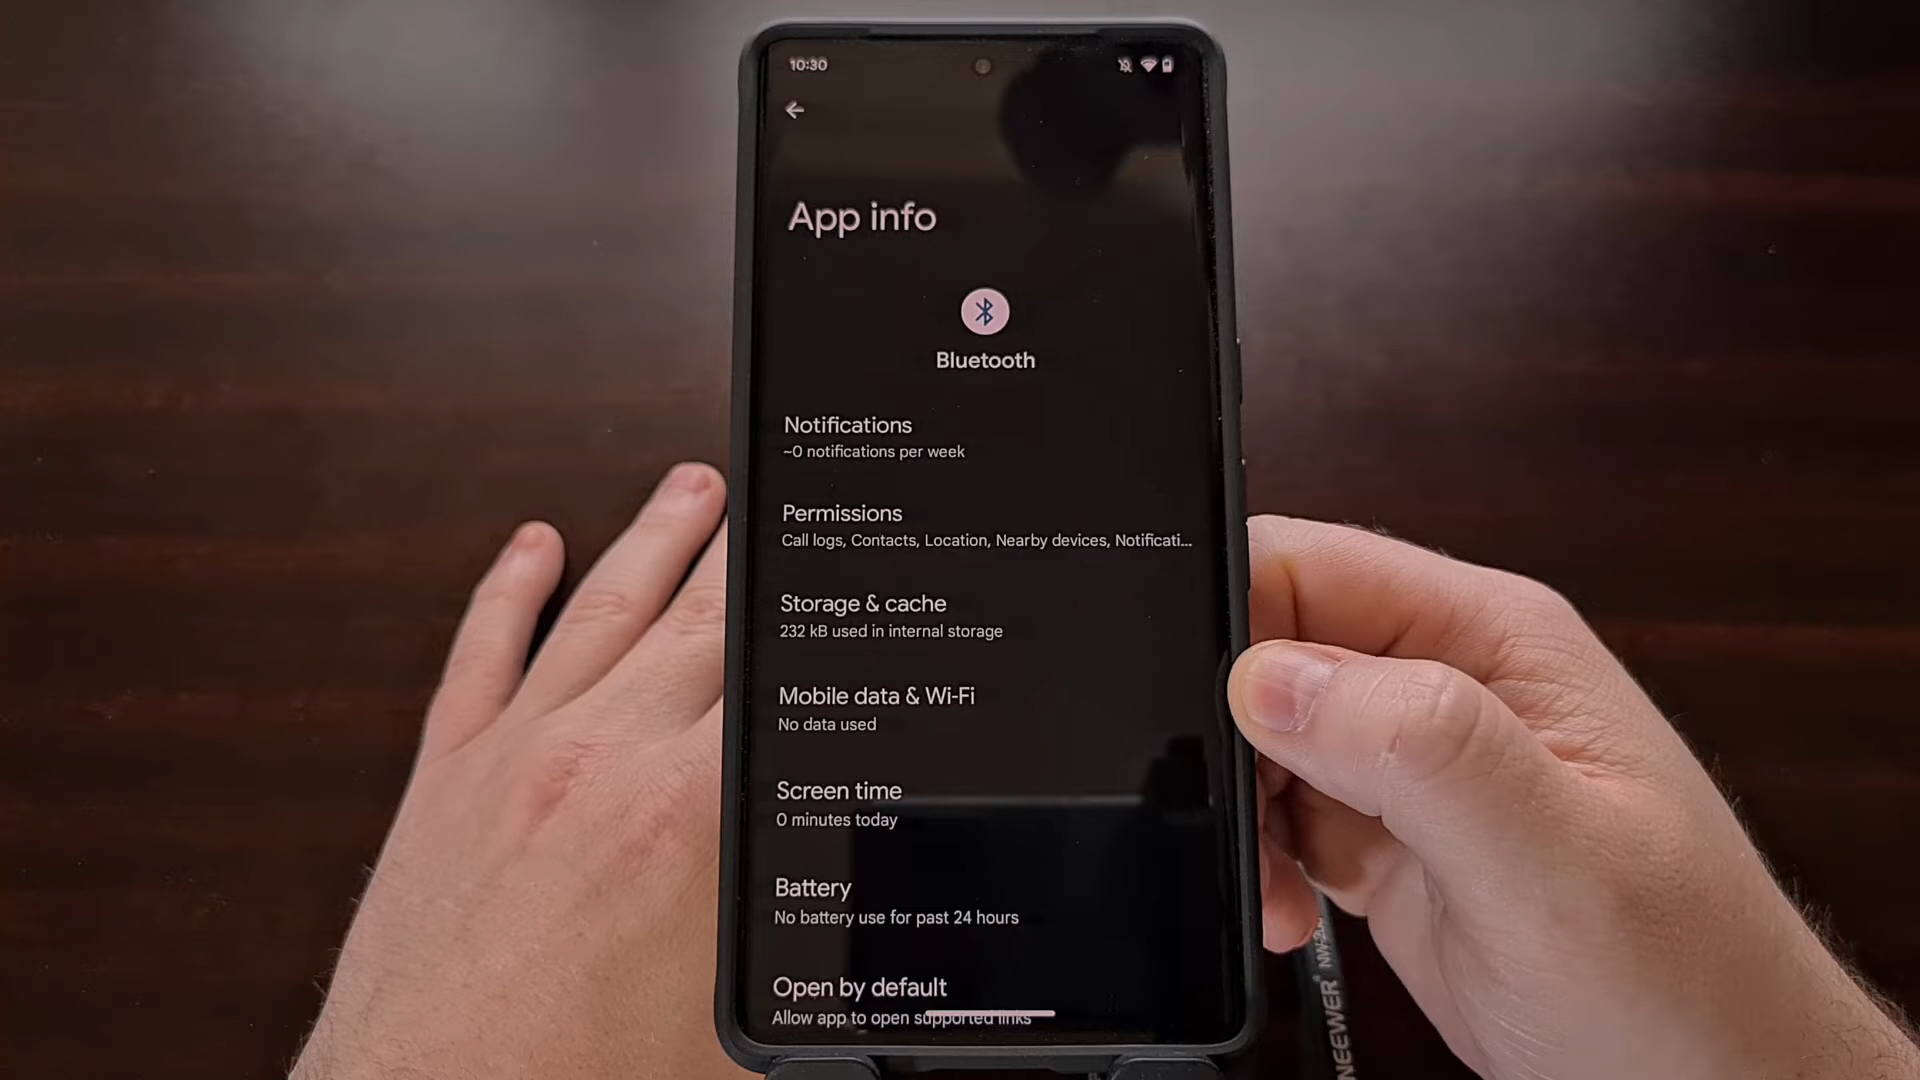 10:30
App info
Bluetooth
Notifications
~0 notifications per week
Permissions
Call logs, Contacts, Location, Nearby devices, Notificati...
Storage & cache
232 kB used in internal storage
Mobile data & Wi-Fi
No data used
Screen time
0 minutes today
Battery
No battery use for past 24 hours
Open by default
Allow app to open supported links
NEEWER®